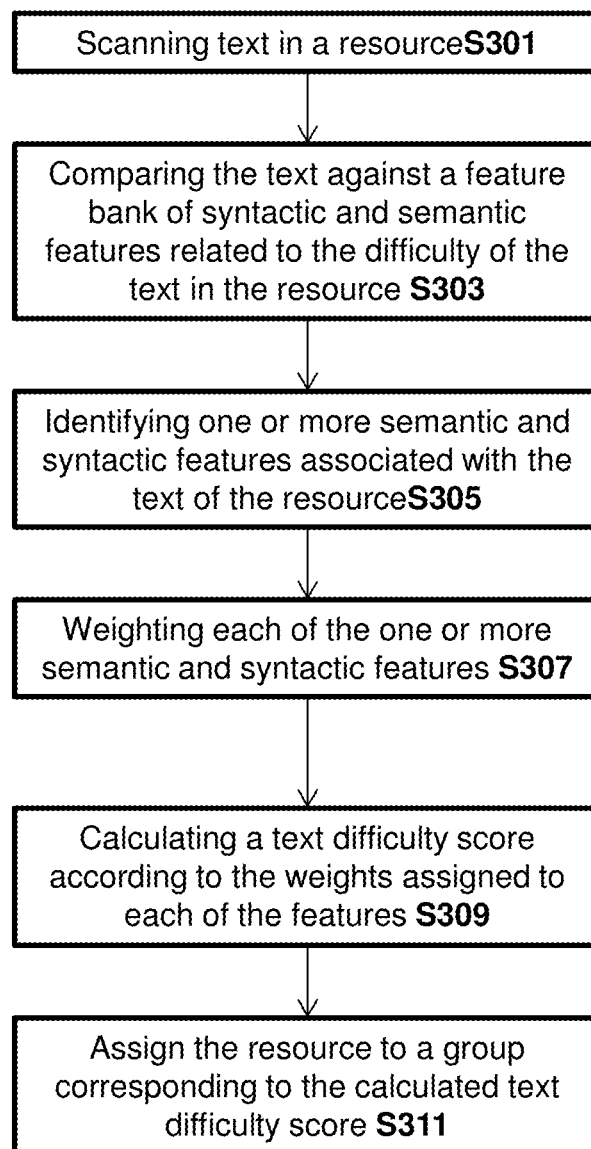 Scanning text in a resourceS301
Comparing the text against a feature
bank of syntactic and semantic
features related to the difficulty of the
text in the resource S303
Identifying one or more semantic and
syntactic features associated with the
text of the resourceS305
Weighting each of the one or more
semantic and syntactic features S307
Calculating a text difficulty score
according to the weights assigned to
each of the features S309
Assign the resource to a group
corresponding to the calculated text
difficulty score S311